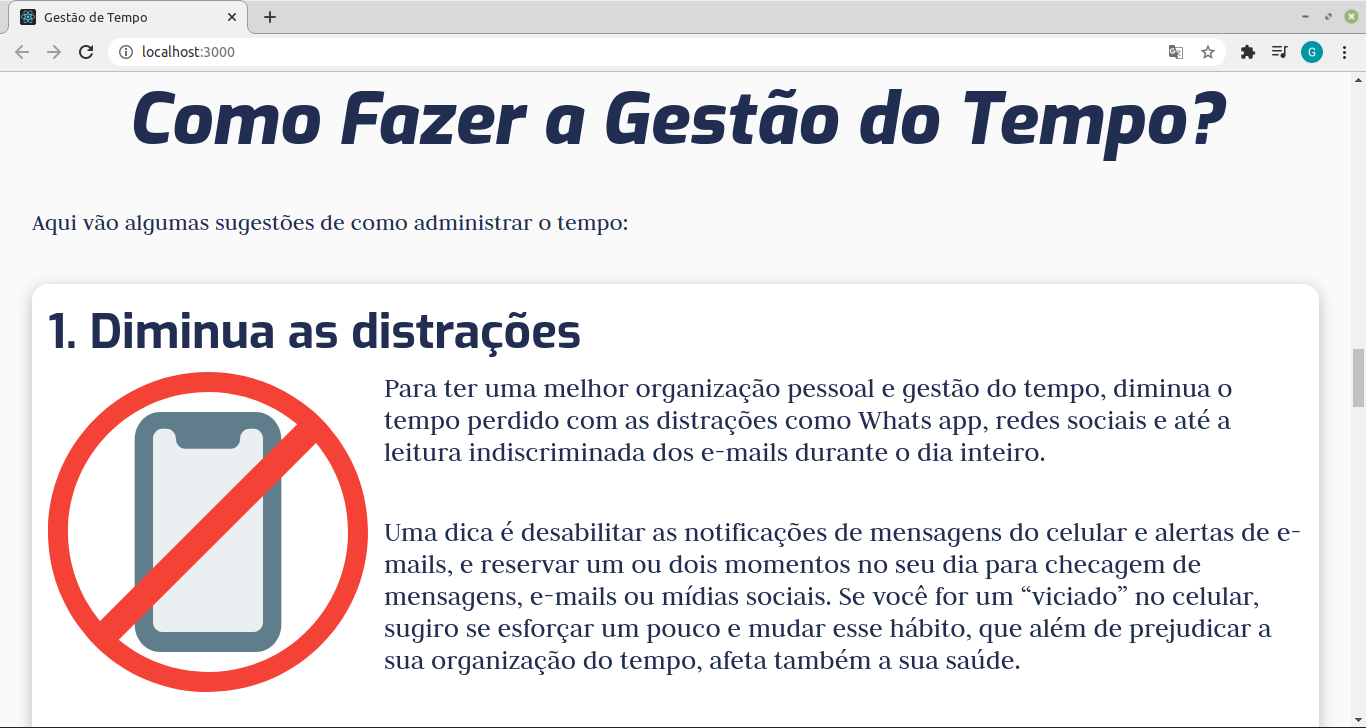 Gestão de Tempo
localhost:3000
G
Como Fazer a Gestão do Tempo?
Aqui vão algumas sugestões de como administrar o tempo:
1. Diminua as distrações
Para ter uma melhor organização pessoal e gestão do tempo, diminua o
tempo perdido com as distrações como Whats app, redes sociais e até a
leitura indiscriminada dos e-mails durante o dia inteiro.
Uma dica é desabilitar as notificações de mensagens do celular e alertas de e-
mails, e reservar um ou dois momentos no seu dia para checagem de
mensagens, e-mails ou mídias sociais. Se você for um “viciado” no celular,
sugiro se esforçar um pouco e mudar esse hábito, que além de prejudicar a
sua organização do tempo, afeta também a sua saúde.